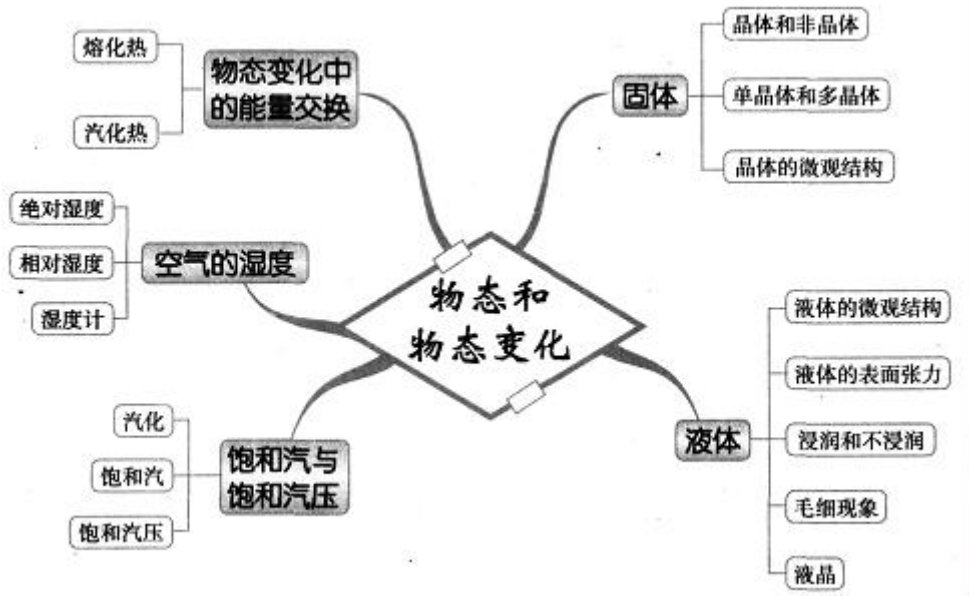 物态和
物态变化
固体
晶体和非晶体
单晶体和多晶体
晶体的微观结构
液体
液体的微观结构
液体的表面张力
浸润和不浸润
毛细现象
液晶
饱和汽与
饱和汽压
汽化
饱和汽
饱和汽压
空气的湿度
绝对湿度
相对湿度
湿度计
物态变化中
的能量交换
熔化热
汽化热